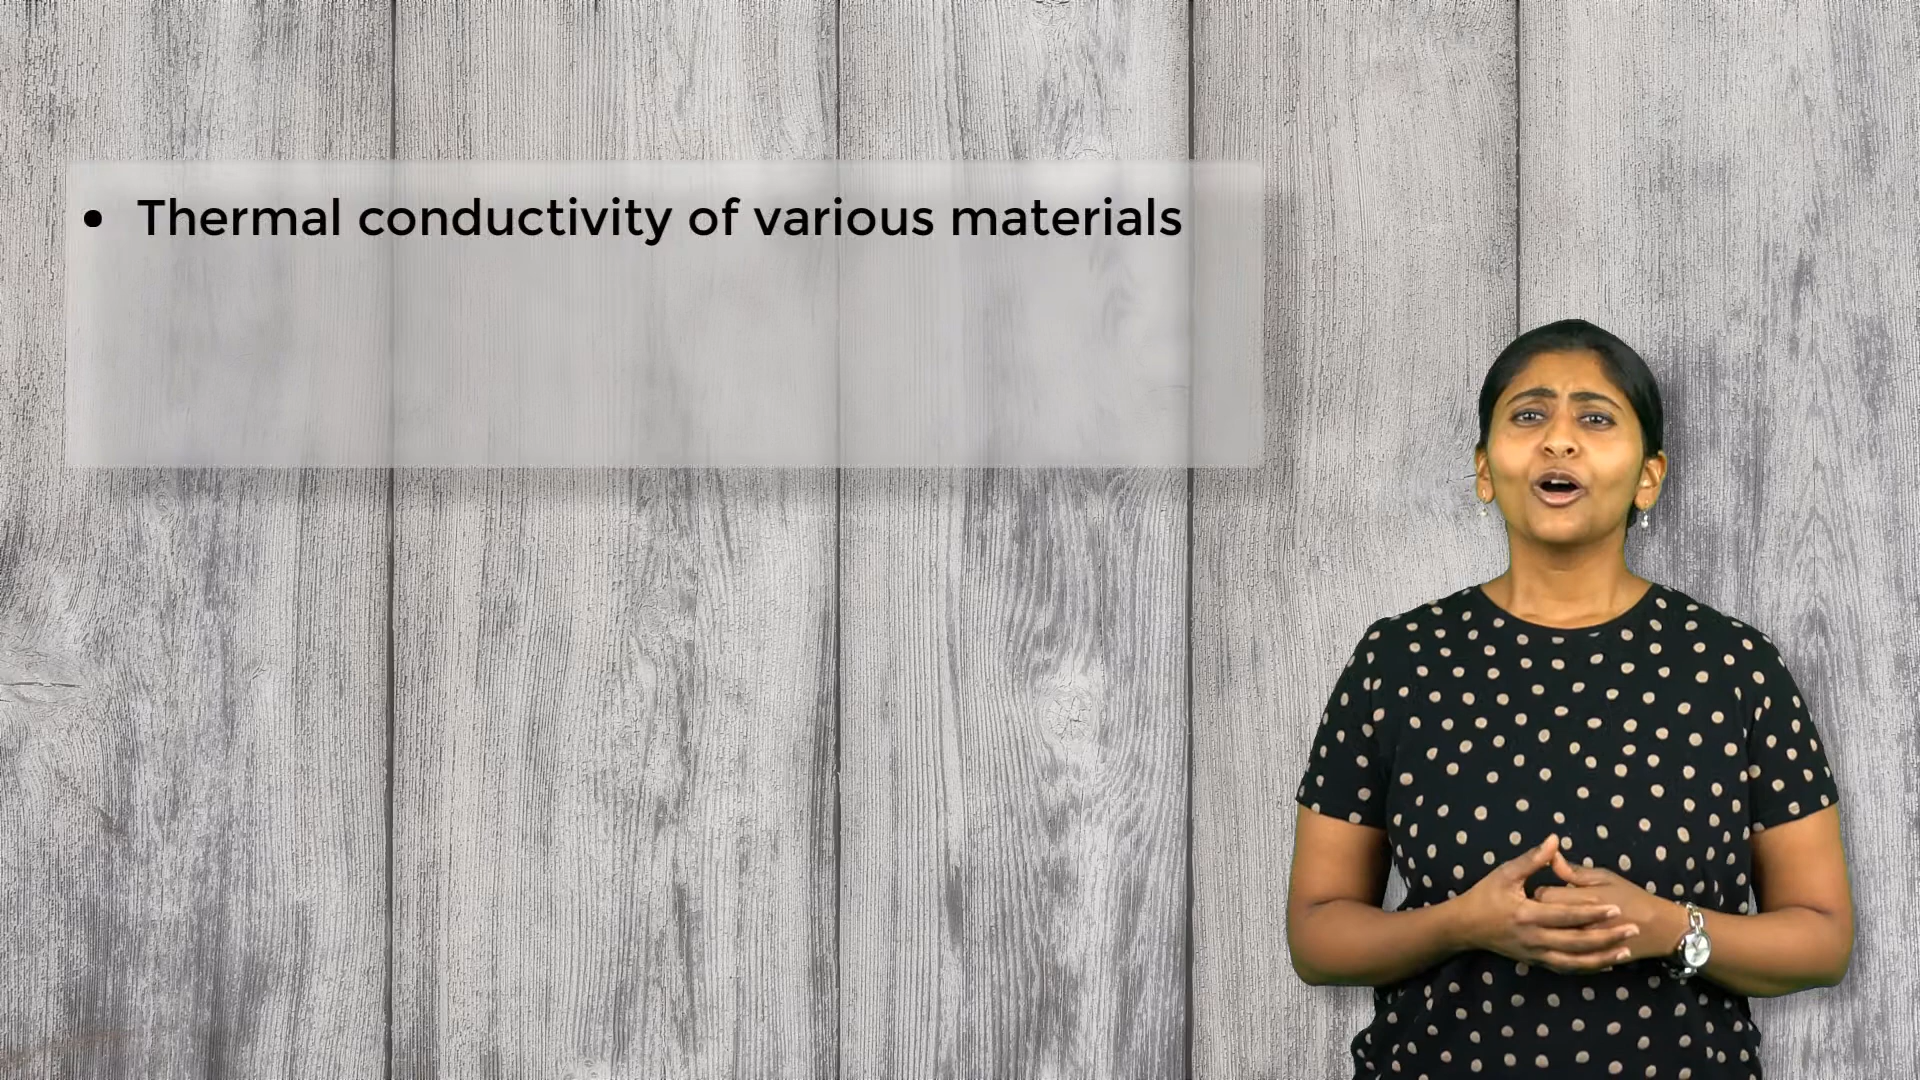 • Thermal conductivity of various materials